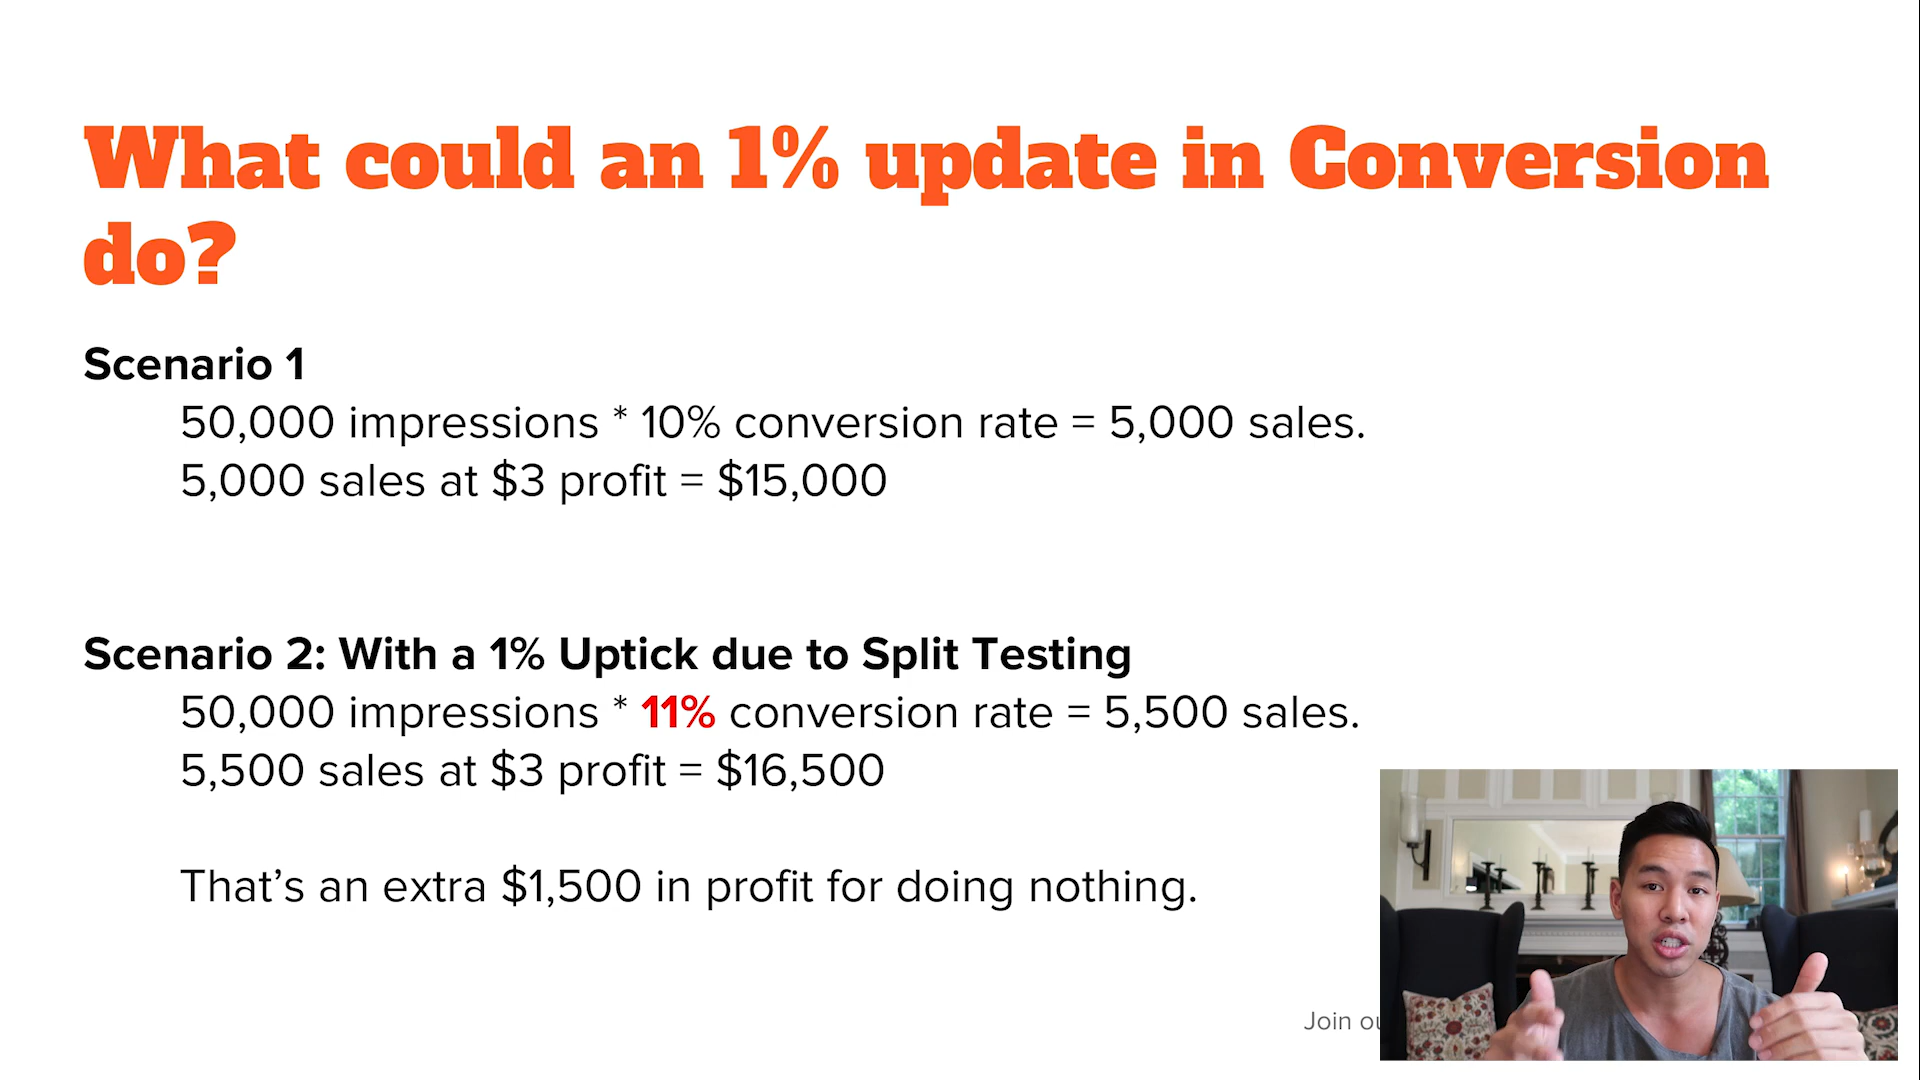 What could an 1% update in Conversion
do?
Scenario 1
50,000 impressions * 10% conversion rate = 5,000 sales.
5,000 sales at $3 profit = $15,000
Scenario 2: With a 1% Uptick due to Split Testing
50,000 impressions * 11% conversion rate = 5,500 sales.
5,500 sales at $3 profit = $16,500
That’s an extra $1,500 in profit for doing nothing.
Join